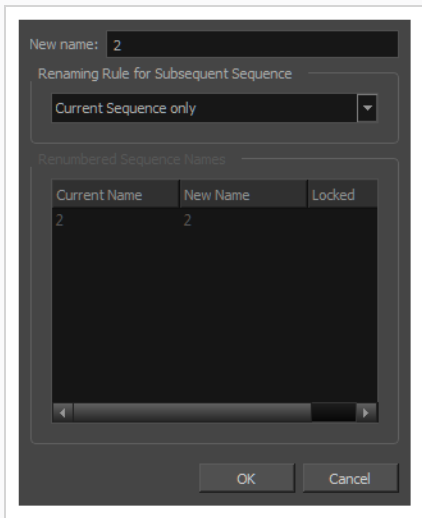 New name: 2
Renaming Rule for Subsequent Sequence
Current Sequence only
Renumbered Sequence Names
Current Name New Name Locked
2 2
OK Cancel